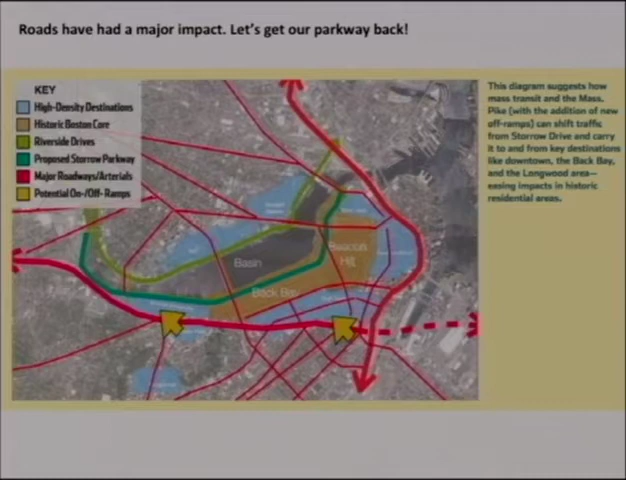 Roads have had a major impact. Let's get our parkway back!
KEY
High-Density Destinations
Historic Boston Core
Riverside Drives
Proposed Storrow Parkway
Major Roadways/Arterials
Potential On-/Off- Ramps
This diagram suggests how
mass transit and the Mass.
Pike (with the addition of new
off-ramps) can shift traffic
from Storrow Drive and carry
it to and from key destinations
like downtown, the Back Bay,
and the Longwood area—
easing impacts in historic
residential areas.
Beacon
Hill
Basin
Back Bay